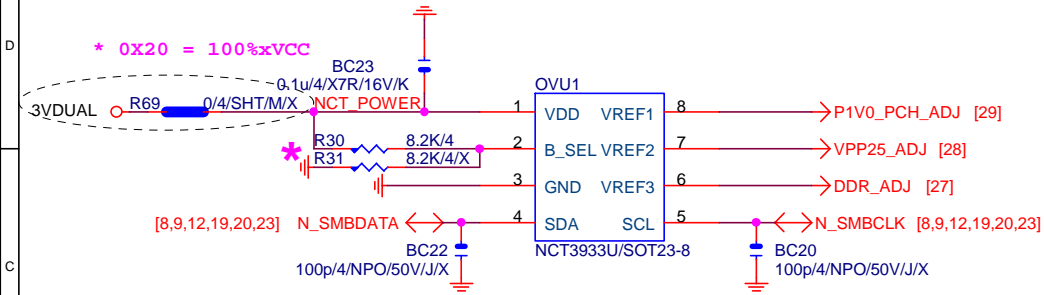 D
* 0X20 = 100%xVCC
BC23
0.1u/4/X7R/16V/K
OVU1
3VDUAL
R69
0/4/SHT/M/X
NCT_POWER
1
VDD
VREF1
8
P1V0_PCH_ADJ [29]
*
R30
8.2K/4
2
B_SEL
VREF2
7
VPP25_ADJ [28]
R31
8.2K/4/X
3
GND
VREF3
6
DDR_ADJ [27]
[8,9,12,19,20,23]
N_SMBDATA
4
SDA
SCL
5
N_SMBCLK [8,9,12,19,20,23]
C
BC22
100p/4/NPO/50V/J/X
NCT3933U/SOT23-8
BC20
100p/4/NPO/50V/J/X